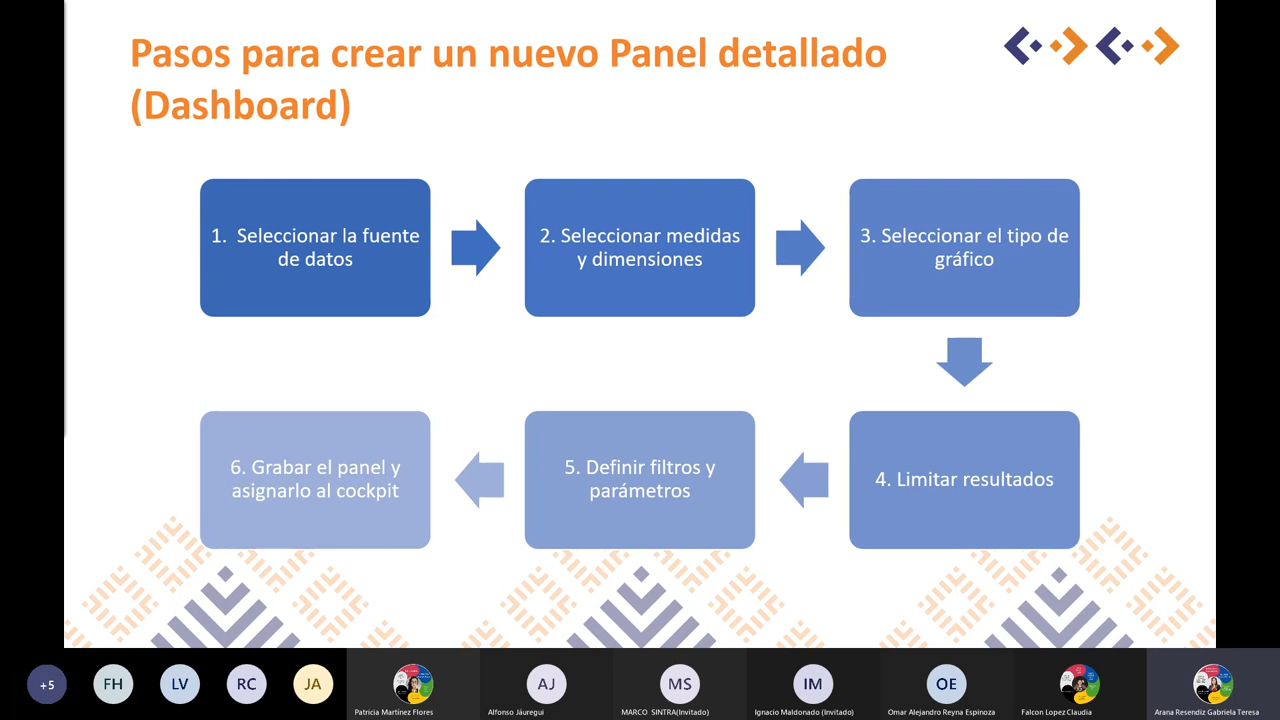 Pasos para crear un nuevo Panel detallado
(Dashboard)
1. Seleccionar la fuente
de datos
2. Seleccionar medidas
y dimensiones
3. Seleccionar el tipo de
gráfico
4. Limitar resultados
5. Definir filtros y
parámetros
6. Grabar el panel y
asignarlo al cockpit
+5
FH
LV
RC
JA
AJ
MS
IM
OE
Patricia Martínez Flores
Alfonso Jáuregui
MARCO SINTRA(Invitado)
Ignacio Maldonado (Invitado)
Omar Alejandro Reyna Espinoza
Falcon Lopez Claudia
Arana Resendiz Gabriela Teresa